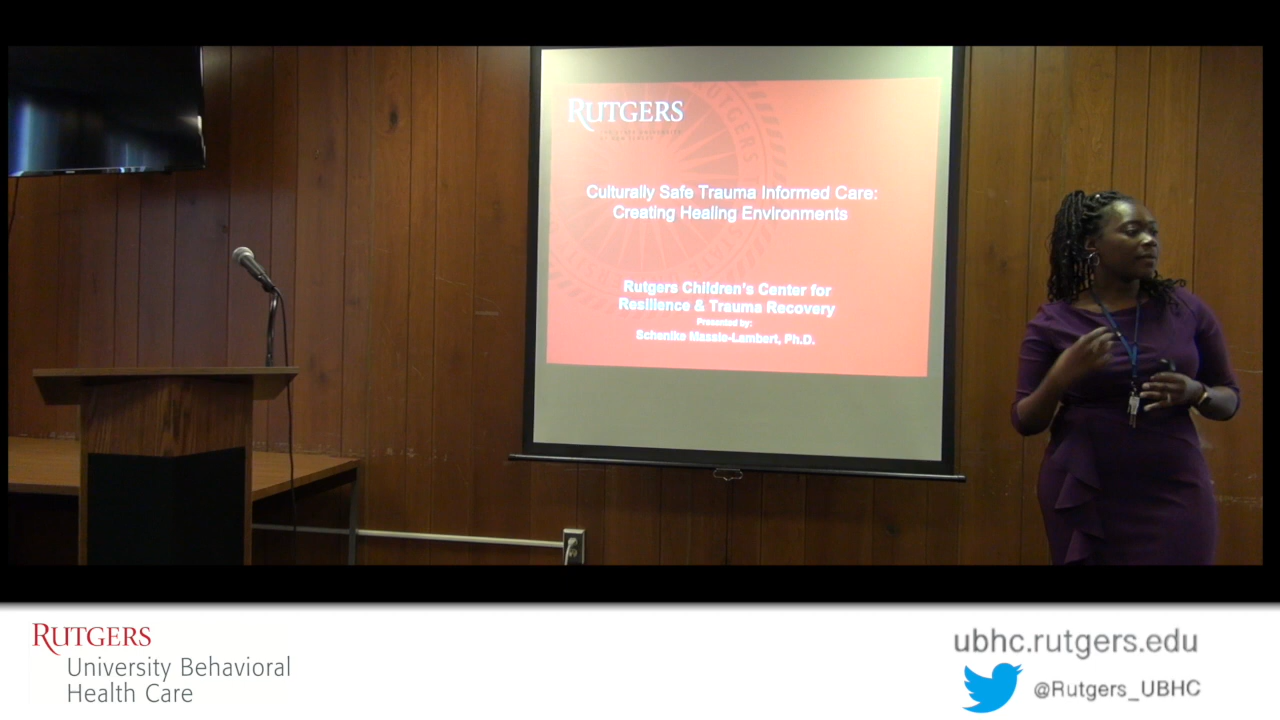 RUTGERS
Culturally Safe Trauma Informed Care:
Creating Healing Environments
Rutgers Children's Center for
Resilience & Trauma Recovery
Presented by:
Schanike Massie-Lambert, Ph.D.
RUTGERS
University Behavioral
Health Care
ubhc.rutgers.edu
@Rutgers_UBHC